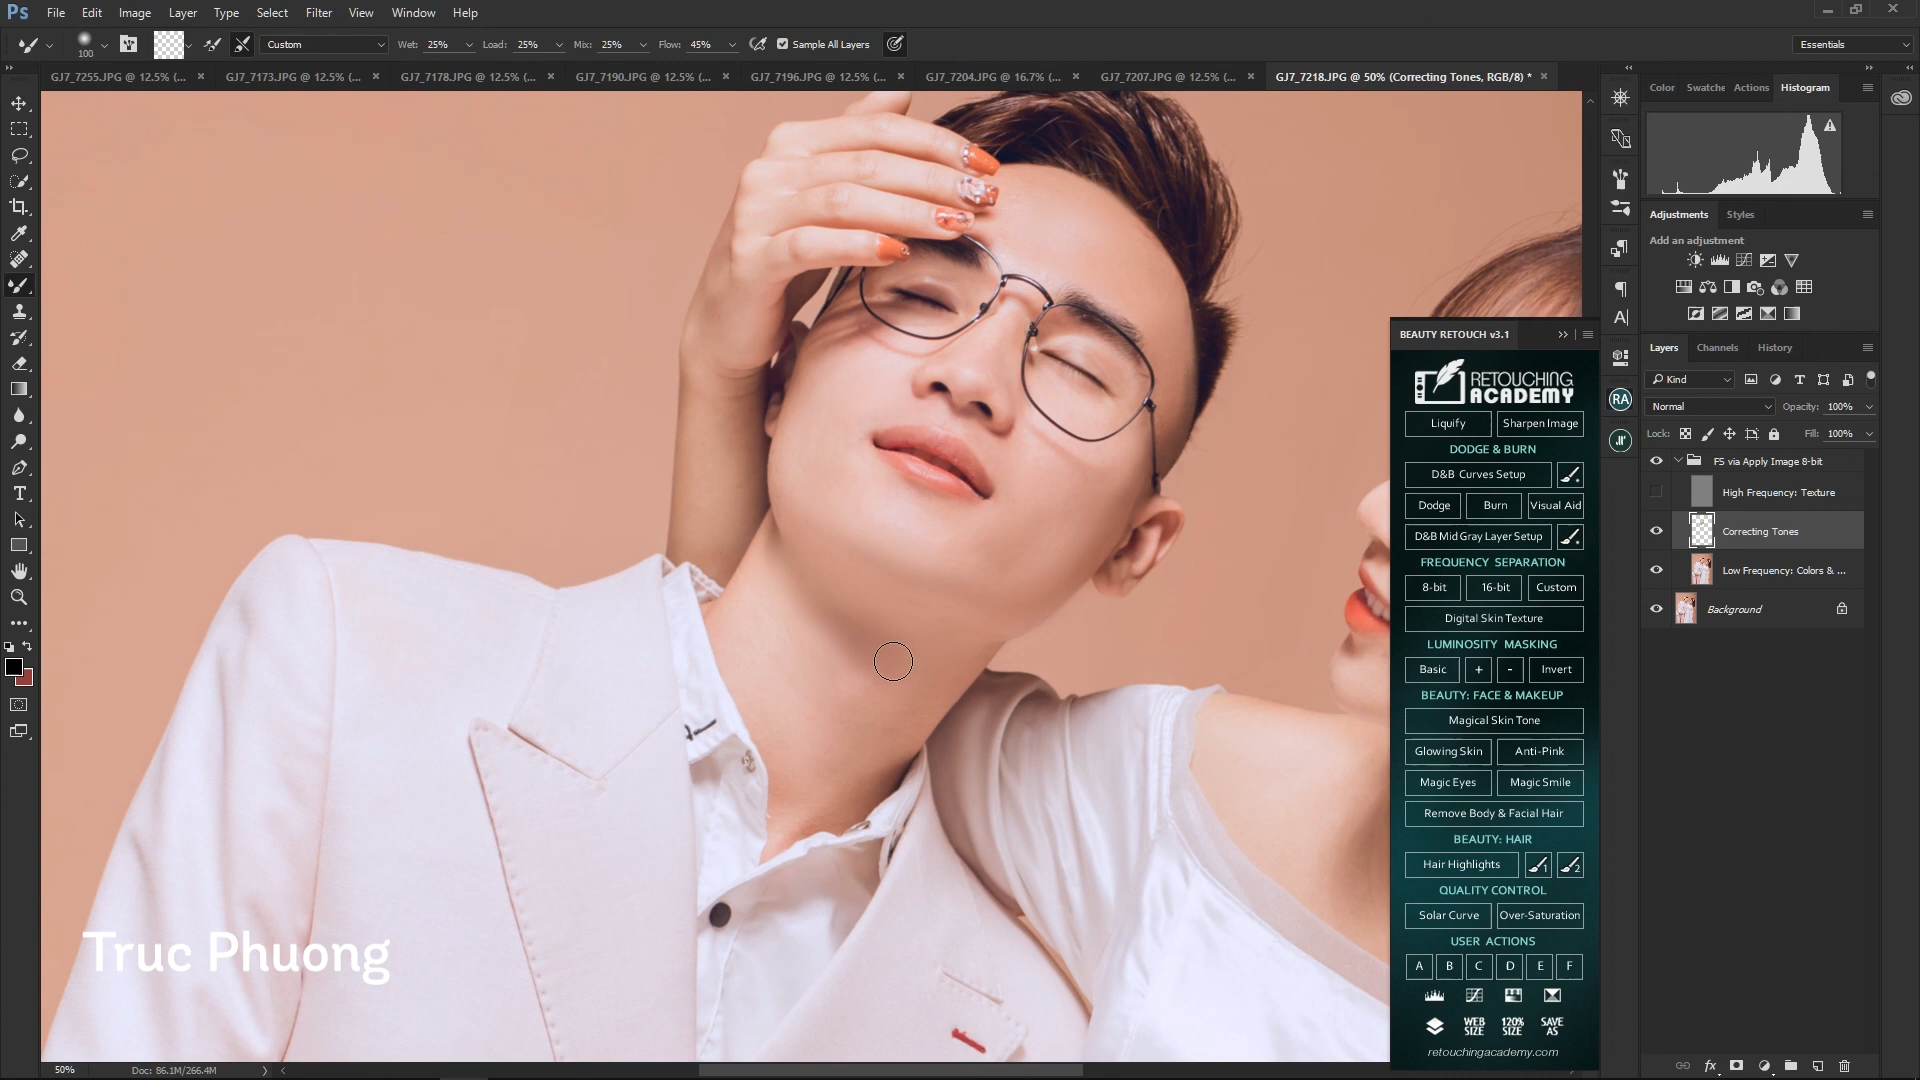 Ps File Edit Image Layer Type Select Filter View Window Help
100 Custom Wet: 25% Load: 25% Mix: 25% Flow: 45% Sample All Layers Essentials
GJ7_7255.JPG @ 12.5% (... GJ7_7173.JPG @ 12.5% (... GJ7_7178.JPG @ 12.5% (... GJ7_7190.JPG @ 12.5% (... GJ7_7196.JPG @ 12.5% (... GJ7_7204.JPG @ 16.7% (... GJ7_7207.JPG @ 12.5% (... GJ7_7218.JPG @ 50% (Correcting Tones, RGB/8) *
Color Swatche Actions Histogram
Adjustments Styles
Add an adjustment
Layers Channels History
Kind
Normal Opacity: 100%
Lock: Fill: 100%
FS via Apply Image 8-bit
High Frequency: Texture
Correcting Tones
Low Frequency: Colors & ...
Background
BEAUTY RETOUCH v3.1
RETOUCHING
ACADEMY
Liquify Sharpen Image
DODGE & BURN
D&B Curves Setup
Dodge Burn Visual Aid
D&B Mid Gray Layer Setup
FREQUENCY SEPARATION
8-bit 16-bit Custom
Digital Skin Texture
LUMINOSITY MASKING
Basic + - Invert
BEAUTY: FACE & MAKEUP
Magical Skin Tone
Glowing Skin Anti-Pink
Magic Eyes Magic Smile
Remove Body & Facial Hair
BEAUTY: HAIR
Hair Highlights 1 2
QUALITY CONTROL
Solar Curve Over-Saturation
USER ACTIONS
A B C D E F
WEB SIZE 120% SIZE SAVE AS
retouchingacademy.com
RA
Truc Phuong
50% Doc: 86.1M/266.4M